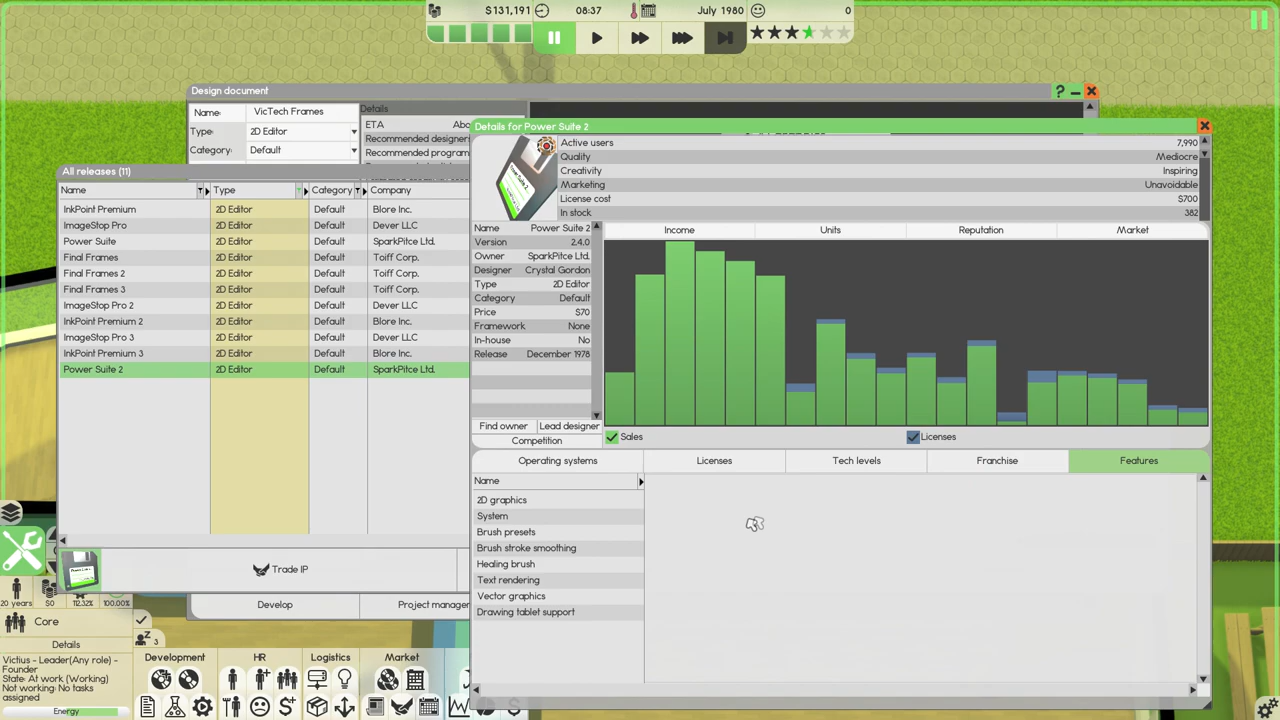 $131,191 08:37 July 1980 0
Design document
Name: VicTech Frames
Type: 2D Editor
Category: Default
Details
ETA
Recommended designer
Recommended program
All releases (11)
Name Type Category Company
InkPoint Premium 2D Editor Default Blore Inc.
ImageStop Pro 2D Editor Default Dever LLC
Power Suite 2D Editor Default SparkPitce Ltd.
Final Frames 2D Editor Default Toiff Corp.
Final Frames 2 2D Editor Default Toiff Corp.
Final Frames 3 2D Editor Default Toiff Corp.
ImageStop Pro 2 2D Editor Default Dever LLC
InkPoint Premium 2 2D Editor Default Blore Inc.
ImageStop Pro 3 2D Editor Default Dever LLC
InkPoint Premium 3 2D Editor Default Blore Inc.
Power Suite 2 2D Editor Default SparkPitce Ltd.
Trade IP
Develop Project manager
Details for Power Suite 2
Active users 7,990
Quality Mediocre
Creativity Inspiring
Marketing Unavoidable
License cost $700
In stock 382
Name Power Suite 2
Version 2.4.0
Owner SparkPitce Ltd.
Designer Crystal Gordon
Type 2D Editor
Category Default
Price $70
Framework None
In-house No
Release December 1978
Find owner Lead designer
Competition
Income Units Reputation Market
Sales Licenses
Operating systems Licenses Tech levels Franchise Features
Name
2D graphics
System
Brush presets
Brush stroke smoothing
Healing brush
Text rendering
Vector graphics
Drawing tablet support
20 years $0 12.32% 100.00%
Core
Details
Victius - Leader(Any role) -
Founder
State: At work (Working)
Not working: No tasks
assigned
Energy
Z 3
Development HR Logistics Market